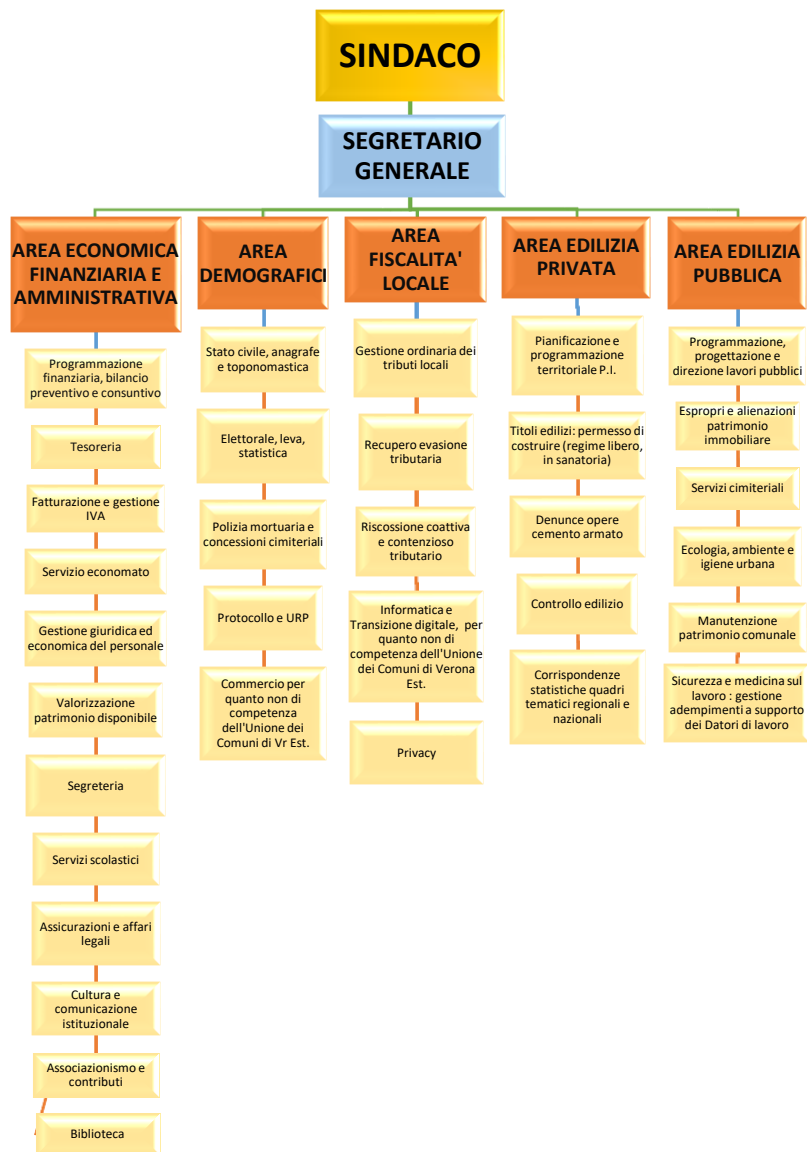 SINDACO
SEGRETARIO
GENERALE
AREA ECONOMICA
FINANZIARIA E
AMMINISTRATIVA
Programmazione
finanziaria, bilancio
preventivo e consuntivo
Tesoreria
Fatturazione e gestione
IVA
Servizio economato
Gestione giuridica ed
economica del personale
Valorizzazione
patrimonio disponibile
Segreteria
Servizi scolastici
Assicurazioni e affari
legali
Cultura e
comunicazione
istituzionale
Associazionismo e
contributi
Biblioteca
AREA
DEMOGRAFICI
Stato civile, anagrafe
e toponomastica
Elettorale, leva,
statistica
Polizia mortuaria e
concessioni cimiteriali
Protocollo e URP
Commercio per
quanto non di
competenza
dell'Unione dei
Comuni di Vr Est.
AREA
FISCALITA'
LOCALE
Gestione ordinaria dei
tributi locali
Recupero evasione
tributaria
Riscossione coattiva
e contenzioso
tributario
Informatica e
Transizione digitale, per
quanto non di
competenza dell'Unione
dei Comuni di Verona
Est.
Privacy
AREA EDILIZIA
PRIVATA
Pianificazione e
programmazione
territoriale P.I.
Titoli edilizi: permesso di
costruire (regime libero,
in sanatoria)
Denunce opere
cemento armato
Controllo edilizio
Corrispondenze
statistiche quadri
tematici regionali e
nazionali
AREA EDILIZIA
PUBBLICA
Programmazione,
progettazione e
direzione lavori pubblici
Espropri e alienazioni
patrimonio
immobiliare
Servizi cimiteriali
Ecologia, ambiente e
igiene urbana
Manutenzione
patrimonio comunale
Sicurezza e medicina sul
lavoro : gestione
adempimenti a supporto
dei Datori di lavoro